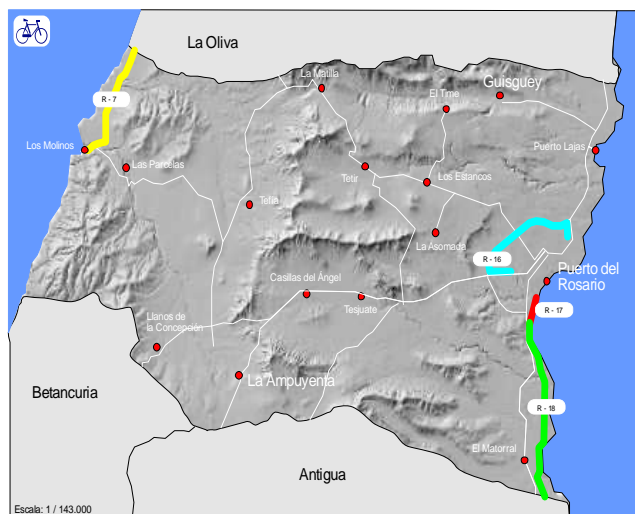 La Oliva
La Matilla
Guisguey
El Time
R - 7
Los Molinos
Las Parcelas
Puerto Lajas
Tetir
Los Estancos
Tefía
La Asomada
R - 16
Puerto del
Rosario
Casillas del Ángel
Tesjuate
R - 17
Llanos de
la Concepción
La Ampuyenta
Betancuria
R - 18
El Matorral
Antigua
Escala: 1 / 143.000